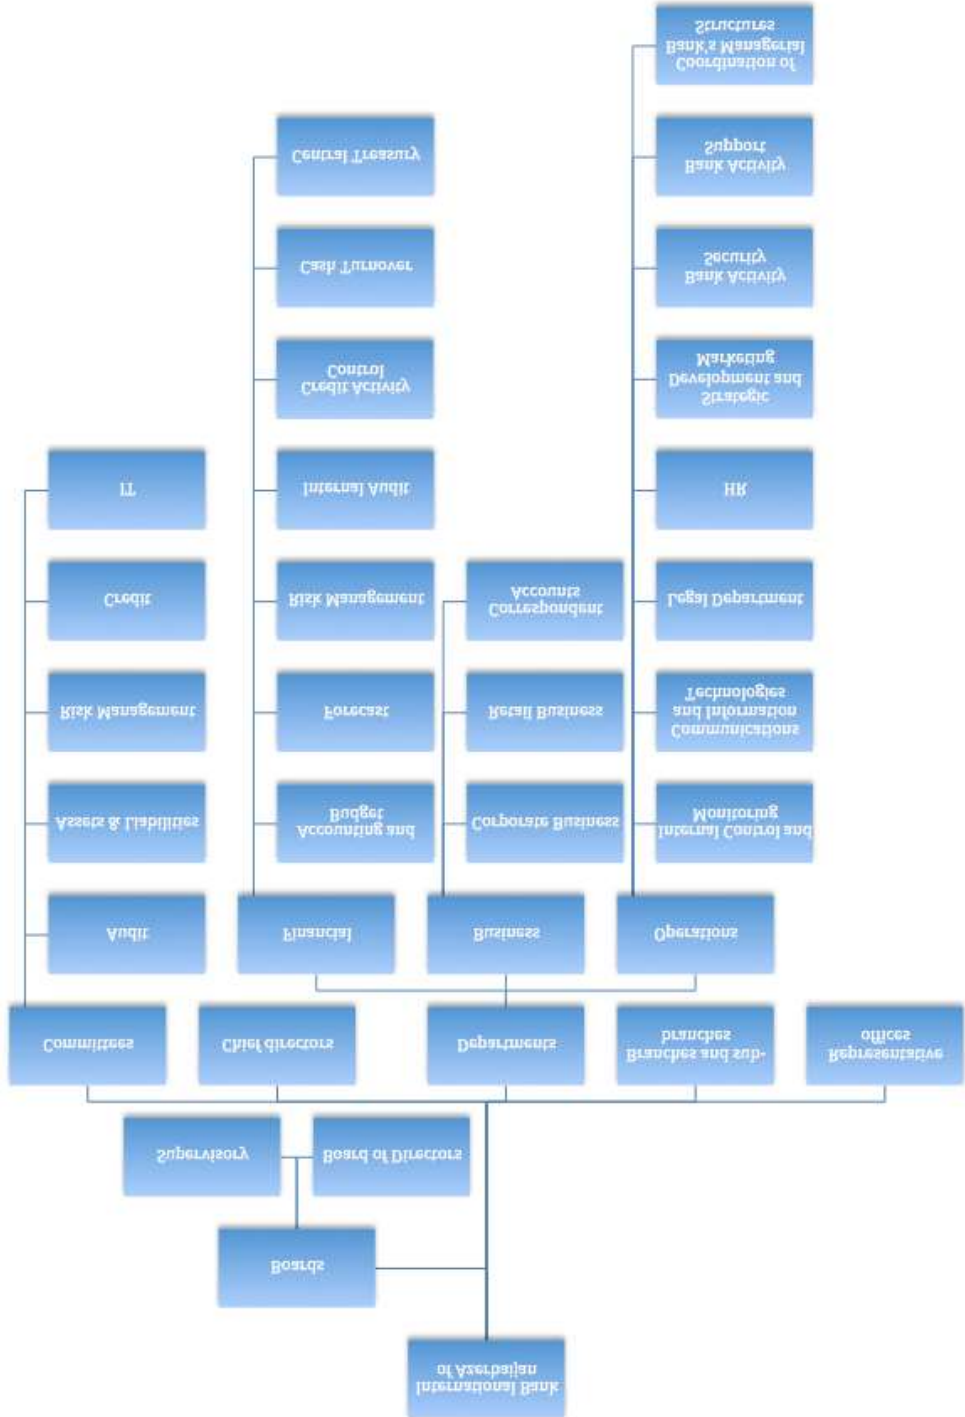 International Bank
of Azerbaijan
Boards
Supervisory
Board of Directors
Committees
Chief directors
Departments
Branches and sub-
branches
Representative
offices
Audit
Financial
Business
Operations
Assets & Liabilities
Accounting and
Budget
Corporate Business
Internal Control and
Monitoring
Risk Management
Forecast
Retail Business
Communications
and Information
Technologies
Credit
Risk Management
Correspondent
Accounts
Legal Department
IT
Internal Audit
HR
Credit Activity
Control
Strategic
Development and
Marketing
Cash Turnover
Bank Activity
Security
Central Treasury
Bank Activity
Support
Coordination of
Bank's Managerial
Structures